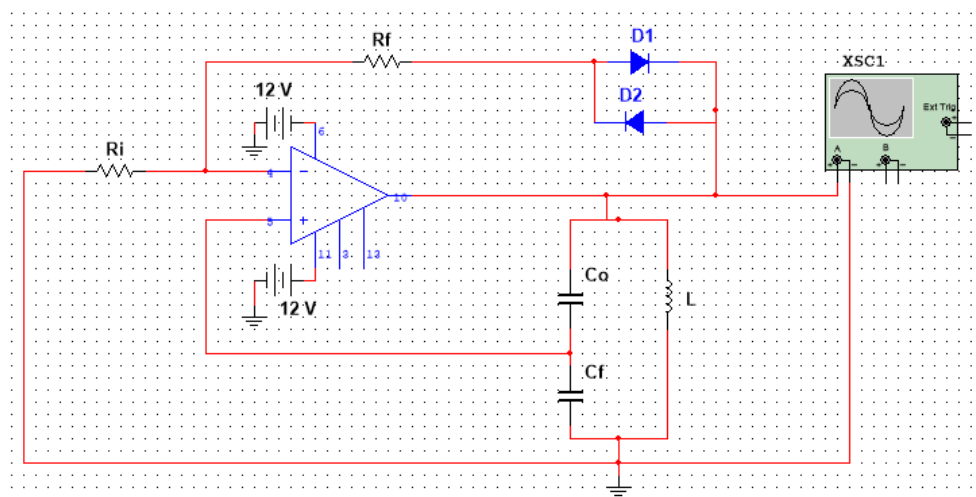 Rf
D1
XSC1
12 V
D2
Ext Trig
+
6
−
Ri
A
B
+
−
+
−
4
−
10
5
+
11
3
13
Co
L
12 V
Cf